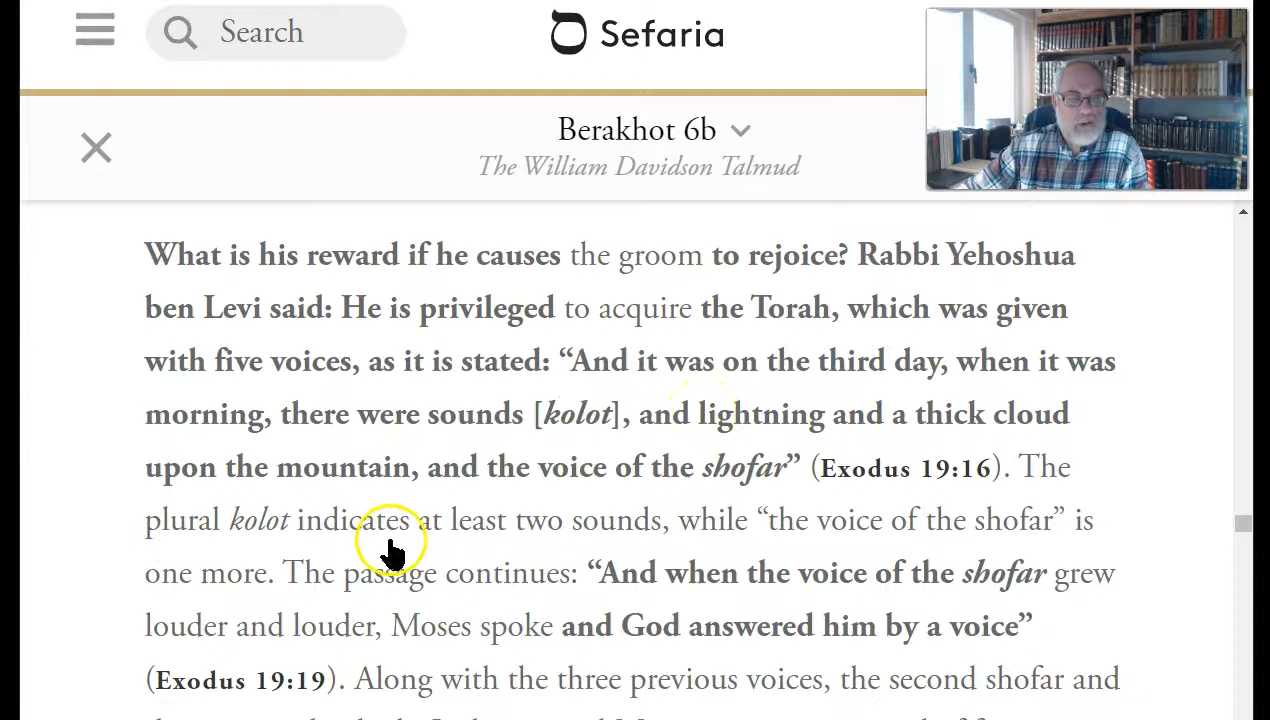 Search
Sefaria
Berakhot 6b
The William Davidson Talmud
What is his reward if he causes the groom to rejoice? Rabbi Yehoshua
ben Levi said: He is privileged to acquire the Torah, which was given
with five voices, as it is stated: “And it was on the third day, when it was
morning, there were sounds [kolot], and lightning and a thick cloud
upon the mountain, and the voice of the shofar” (Exodus 19:16). The
plural kolot indicates at least two sounds, while “the voice of the shofar” is
one more. The passage continues: “And when the voice of the shofar grew
louder and louder, Moses spoke and God answered him by a voice”
(Exodus 19:19). Along with the three previous voices, the second shofar and